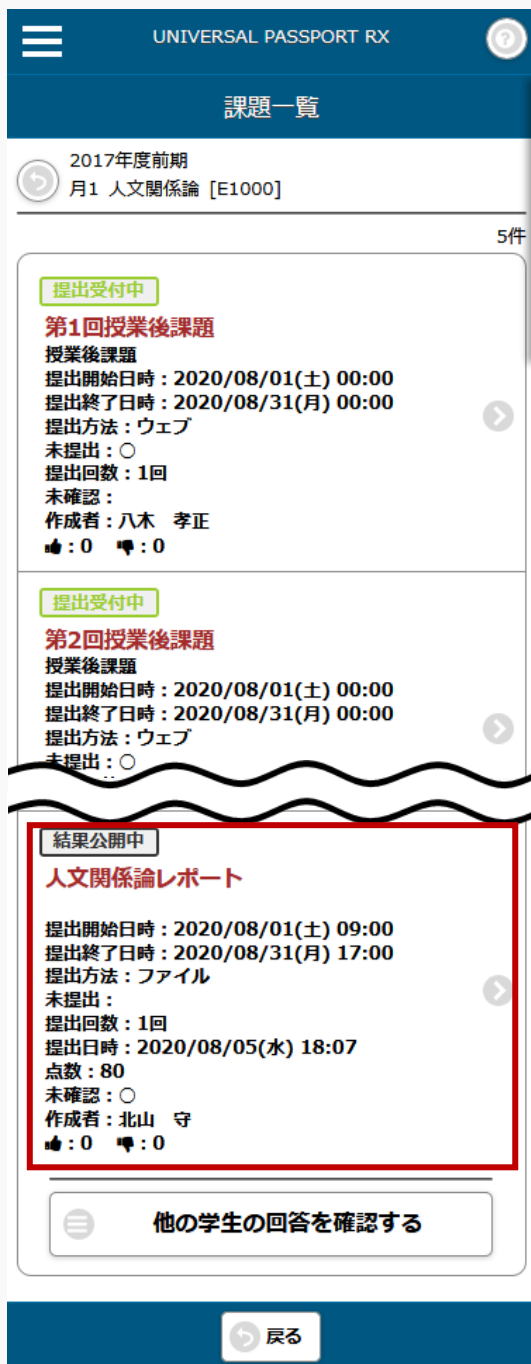 UNIVERSAL PASSPORT RX
?
課題一覧
2017年度前期
月1 人文関係論 [E1000]
5件
提出受付中
第1回授業後課題
授業後課題
提出開始日時：2020/08/01(土) 00:00
提出終了日時：2020/08/31(月) 00:00
提出方法：ウェブ
未提出：○
提出回数：1回
未確認：
作成者：八木　孝正
：0　：0
提出受付中
第2回授業後課題
授業後課題
提出開始日時：2020/08/01(土) 00:00
提出終了日時：2020/08/31(月) 00:00
提出方法：ウェブ
未提出：○
結果公開中
人文関係論レポート
提出開始日時：2020/08/01(土) 09:00
提出終了日時：2020/08/31(月) 17:00
提出方法：ファイル
未提出：
提出回数：1回
提出日時：2020/08/05(水) 18:07
点数：80
未確認：○
作成者：北山　守
：0　：0
他の学生の回答を確認する
戻る